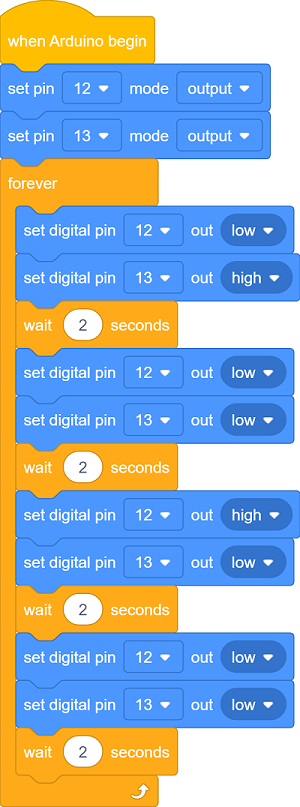 when Arduino begin
set pin 12 mode output
set pin 13 mode output
forever
set digital pin 12 out low
set digital pin 13 out high
wait 2 seconds
set digital pin 12 out low
set digital pin 13 out low
wait 2 seconds
set digital pin 12 out high
set digital pin 13 out low
wait 2 seconds
set digital pin 12 out low
set digital pin 13 out low
wait 2 seconds